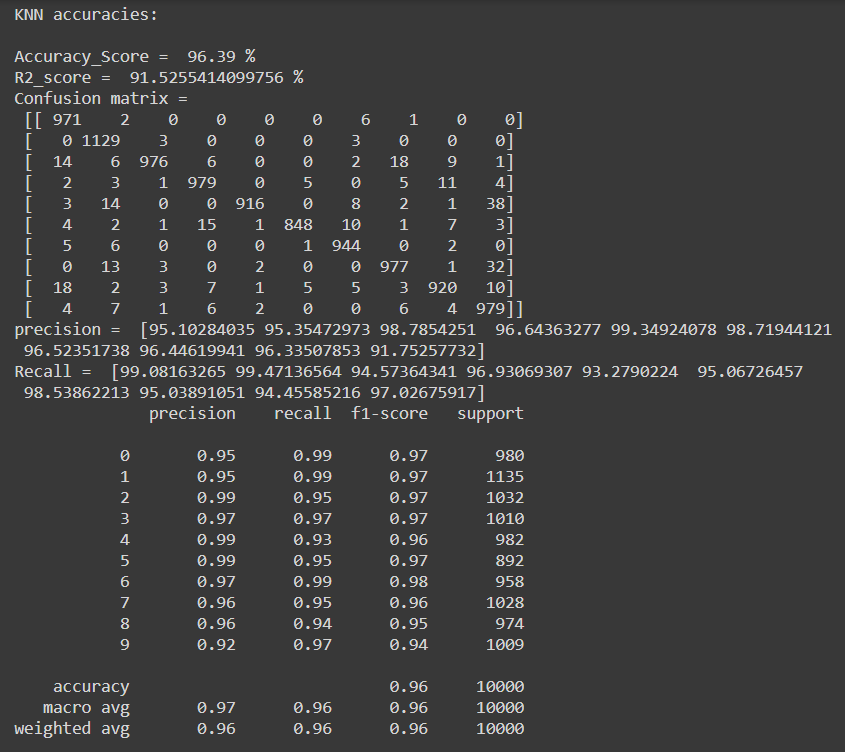 KNN accuracies:
Accuracy_Score =  96.39 %
R2_score =  91.5255414099756 %
Confusion matrix =
[[ 971    2    0    0    0    0    6    1    0    0]
[   0 1129    3    0    0    0    3    0    0    0]
[  14    6  976    6    0    0    2   18    9    1]
[   2    3    1  979    0    5    0    5   11    4]
[   3   14    0    0  916    0    8    2    1   38]
[   4    2    1   15    1  848   10    1    7    3]
[   5    6    0    0    0    1  944    0    2    0]
[   0   13    3    0    2    0    0  977    1   32]
[  18    2    3    7    1    5    5    3  920   10]
[   4    7    1    6    2    0    0    6    4  979]]
precision =  [95.10284035 95.35472973 98.7854251  96.64363277 99.34924078 98.71944121
96.52351738 96.44619941 96.33507853 91.75257732]
Recall =  [99.08163265 99.47136564 94.57364341 96.93069307 93.2790224  95.06726457
98.53862213 95.03891051 94.45585216 97.02675917]
precision    recall  f1-score   support
0       0.95      0.99      0.97       980
1       0.95      0.99      0.97      1135
2       0.99      0.95      0.97      1032
3       0.97      0.97      0.97      1010
4       0.99      0.93      0.96       982
5       0.99      0.95      0.97       892
6       0.97      0.99      0.98       958
7       0.96      0.95      0.96      1028
8       0.96      0.94      0.95       974
9       0.92      0.97      0.94      1009
accuracy                           0.96     10000
macro avg       0.97      0.96      0.96     10000
weighted avg       0.96      0.96      0.96     10000